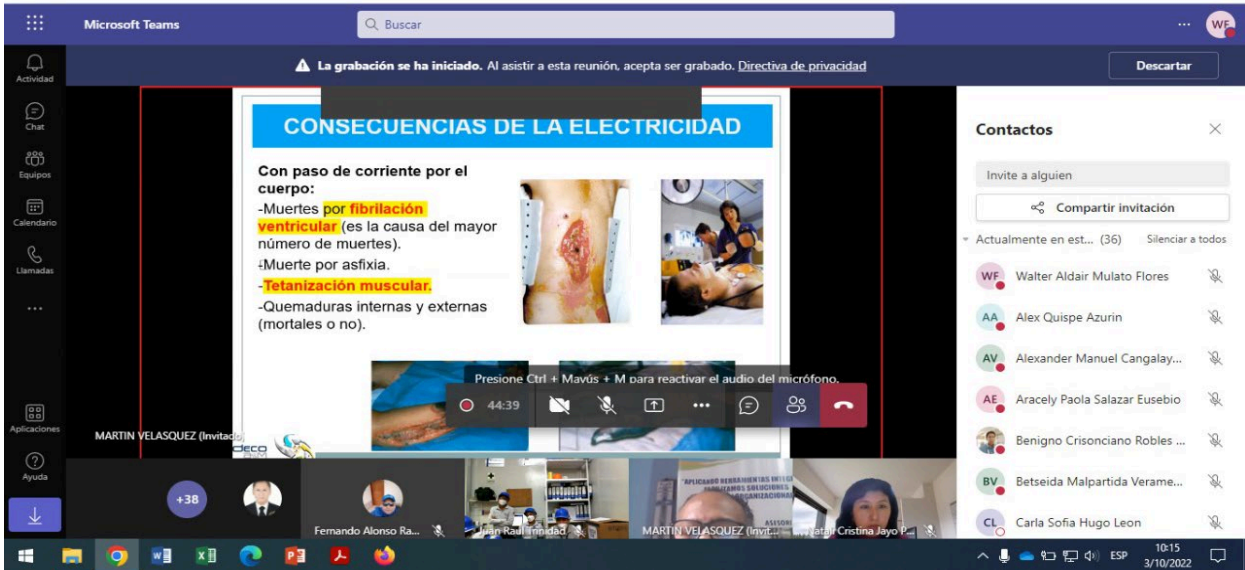 Microsoft Teams
Buscar
WF
La grabación se ha iniciado. Al asistir a esta reunión, acepta ser grabado. Directiva de privacidad
Descartar
Actividad
Chat
Equipos
Calendario
Llamadas
Aplicaciones
Ayuda
CONSECUENCIAS DE LA ELECTRICIDAD
Con paso de corriente por el
cuerpo:
-Muertes por fibrilación
ventricular (es la causa del mayor
número de muertes).
-Muerte por asfixia.
-Tetanización muscular.
-Quemaduras internas y externas
(mortales o no).
Presione Ctrl + Mayús + M para reactivar el audio del micrófono.
44:39
MARTIN VELASQUEZ (Invitado)
deco
+38
Fernando Alonso Ra...
Juan Raul Trinidad
MARTIN VELASQUEZ (Invit...
Natali Cristina Jayo P...
Contactos
Invite a alguien
Compartir invitación
Actualmente en est... (36) Silenciar a todos
WF Walter Aldair Mulato Flores
AA Alex Quispe Azurin
AV Alexander Manuel Cangalay...
AE Aracely Paola Salazar Eusebio
Benigno Crisonciano Robles ...
BV Betseida Malpartida Verame...
CL Carla Sofia Hugo Leon
ESP
10:15
3/10/2022